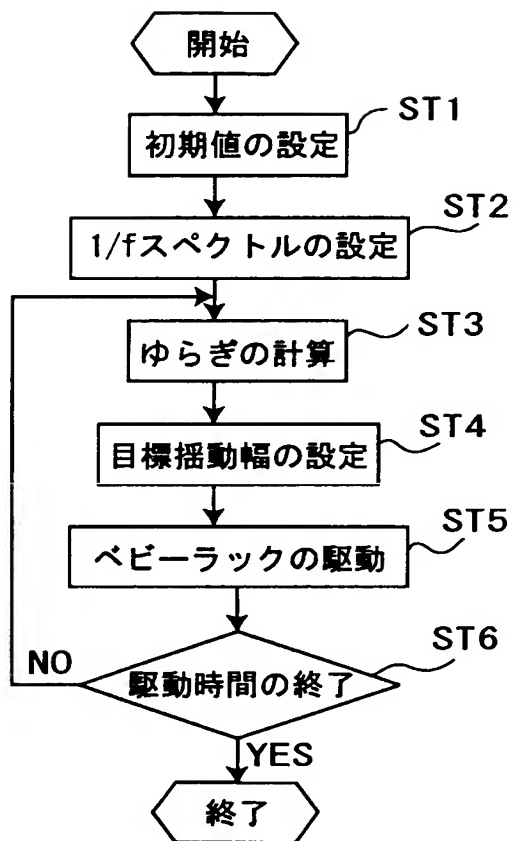 開始
ST1
初期値の設定
ST2
1/fスペクトルの設定
ST3
ゆらぎの計算
ST4
目標揺動幅の設定
ST5
ベビーラックの駆動
ST6
NO
駆動時間の終了
YES
終了